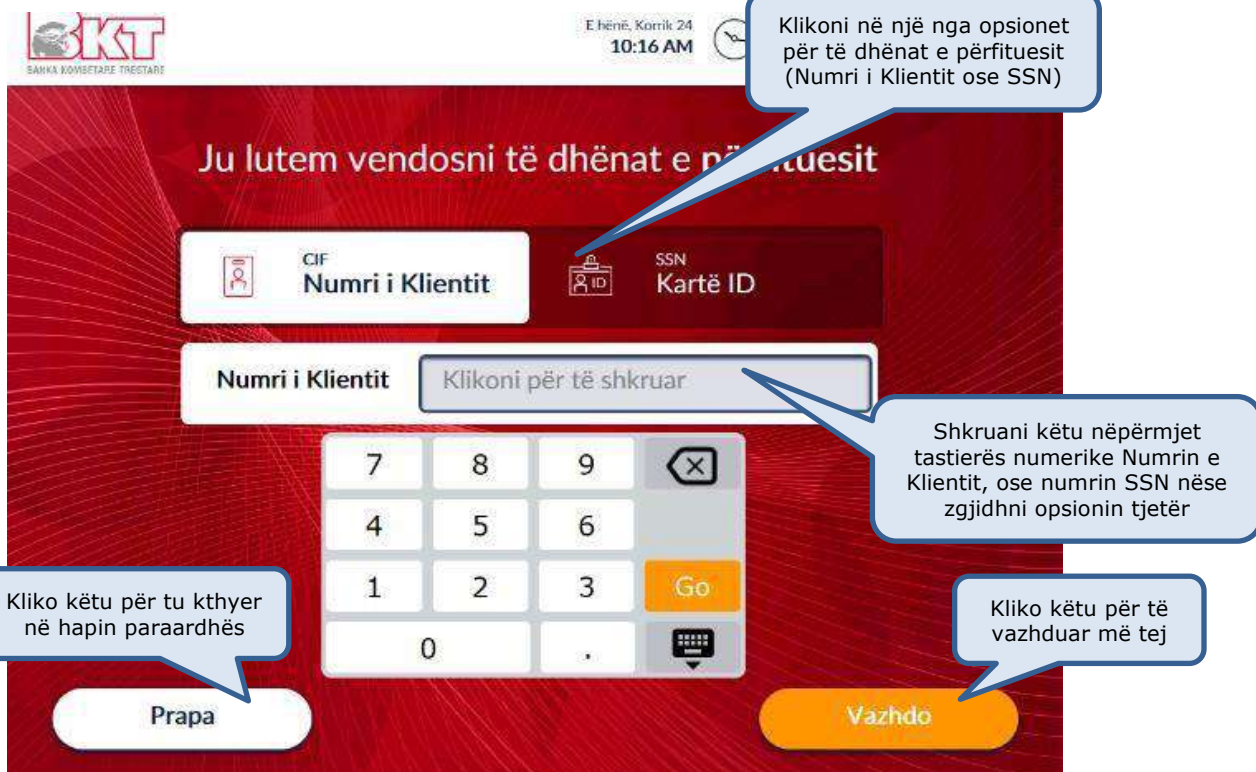 BKT
BANKA KOMBETARE TREGTARE
E hënë, Korrik 24
10:16 AM
Klikoni në një nga opsionet
për të dhënat e përfituesit
(Numri i Klientit ose SSN)
Ju lutem vendosni të dhënat e
CIF
Numri i Klientit
SSN
Kartë ID
Numri i Klientit
Klikoni për të shkruar
Shkruani këtu nëpërmjet
tastierës numerike Numrin e
Klientit, ose numrin SSN nëse
zgjidhni opsionin tjetër
7 8 9
4 5 6
1 2 3 Go
0 .
Kliko këtu për tu kthyer
në hapin paraardhës
Kliko këtu për të
vazhduar më tej
Prapa
Vazhdo